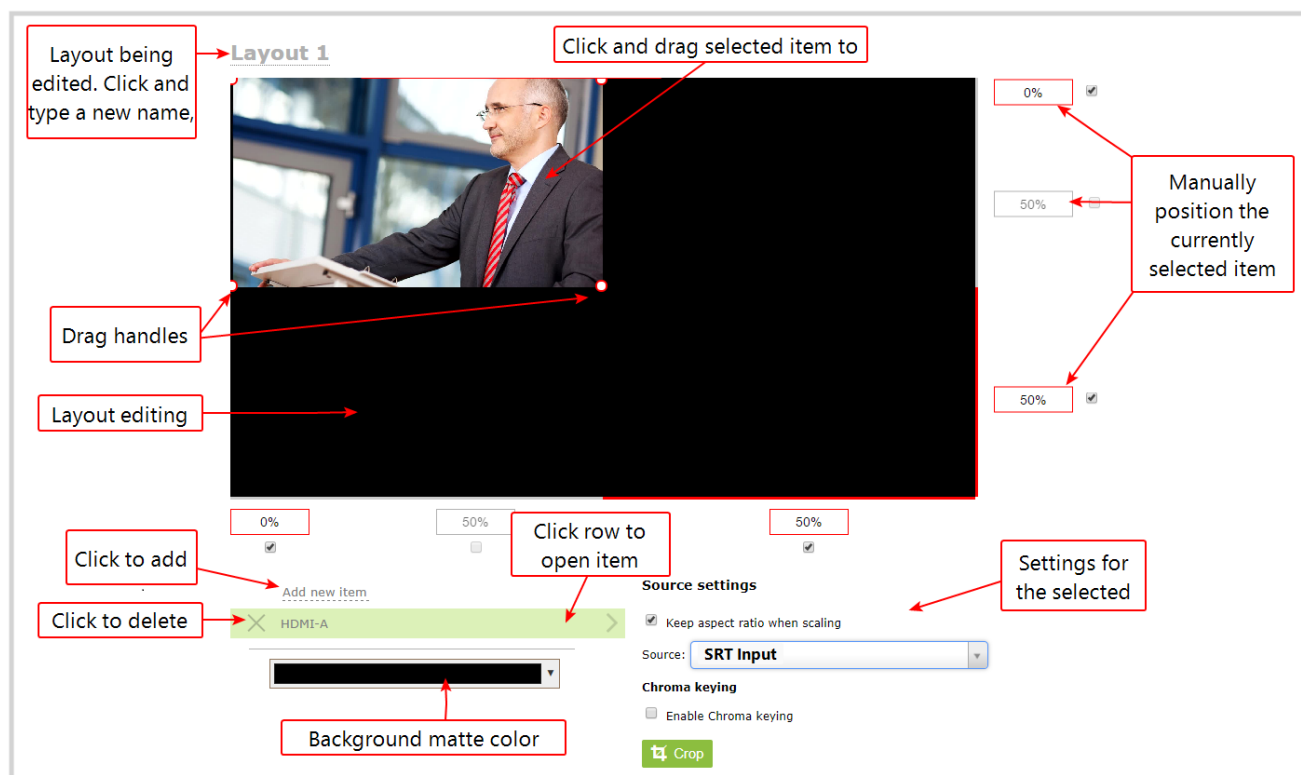 Layout being
edited. Click and
type a new name,
Layout 1
Click and drag selected item to
0%
50%
Manually
position the
currently
selected item
50%
Drag handles
Layout editing
0%
50%
50%
Click row to
open item
Click to add
.
Add new item
Click to delete
HDMI-A
Background matte color
Source settings
Keep aspect ratio when scaling
Source: SRT Input
Chroma keying
Enable Chroma keying
Crop
Settings for
the selected